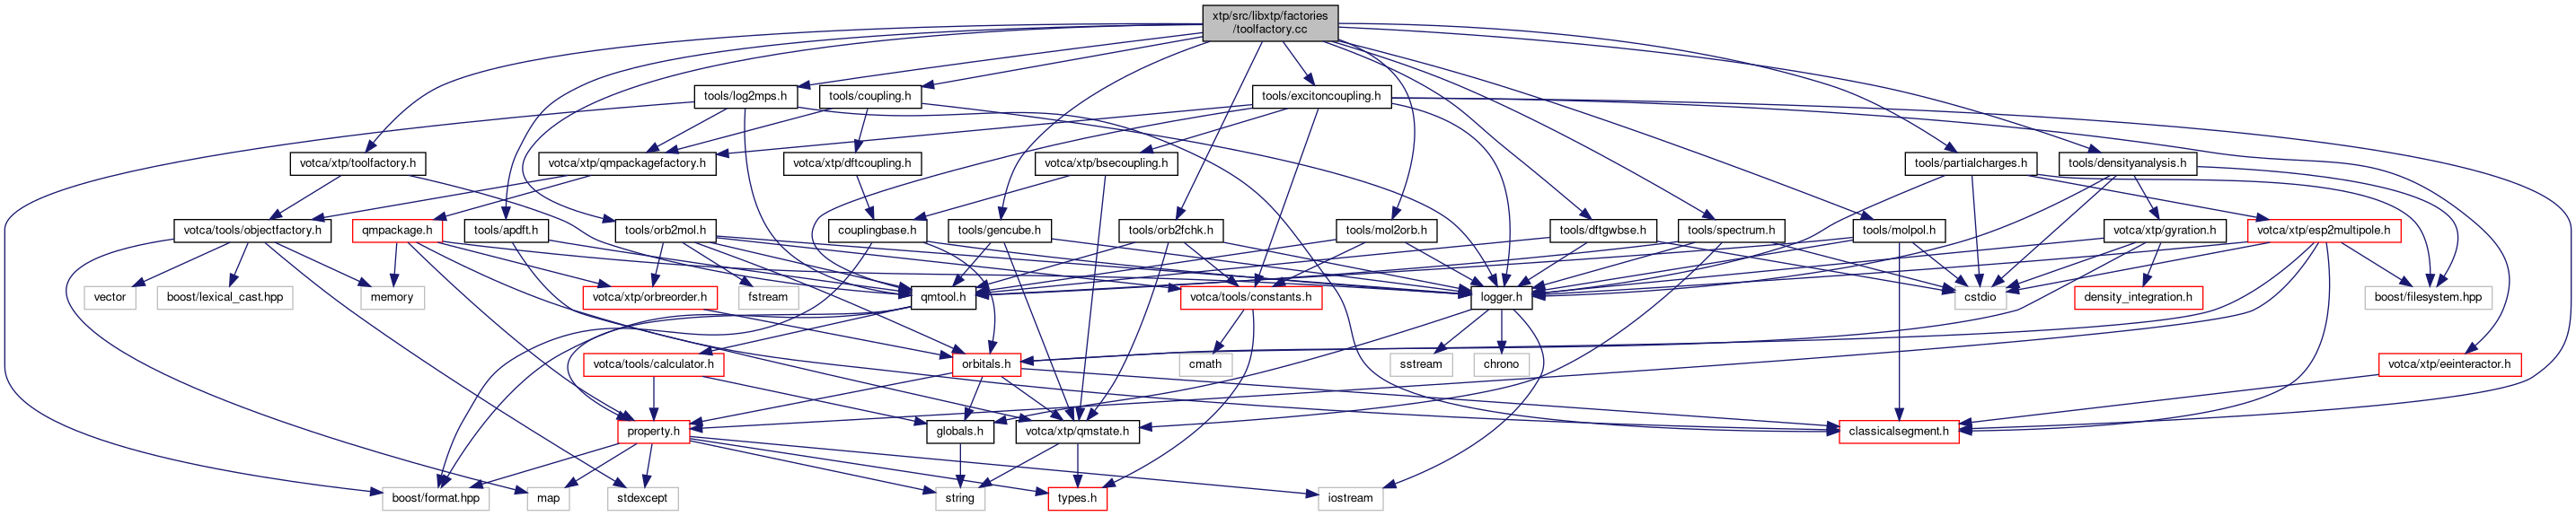 xtp/src/libxtp/factories
/toolfactory.cc
tools/log2mps.h
tools/coupling.h
tools/excitoncoupling.h
votca/xtp/toolfactory.h
votca/xtp/qmpackagefactory.h
votca/xtp/dftcoupling.h
votca/xtp/bsecoupling.h
tools/partialcharges.h
tools/densityanalysis.h
votca/tools/objectfactory.h
qmpackage.h
tools/apdft.h
tools/orb2mol.h
couplingbase.h
tools/gencube.h
tools/orb2fchk.h
tools/mol2orb.h
tools/dftgwbse.h
tools/spectrum.h
tools/molpol.h
votca/xtp/gyration.h
votca/xtp/esp2multipole.h
vector
boost/lexical_cast.hpp
memory
votca/xtp/orbreorder.h
fstream
qmtool.h
votca/tools/constants.h
logger.h
cstdio
density_integration.h
boost/filesystem.hpp
votca/tools/calculator.h
orbitals.h
cmath
sstream
chrono
votca/xtp/eeinteractor.h
property.h
globals.h
votca/xtp/qmstate.h
classicalsegment.h
boost/format.hpp
map
stdexcept
string
types.h
iostream